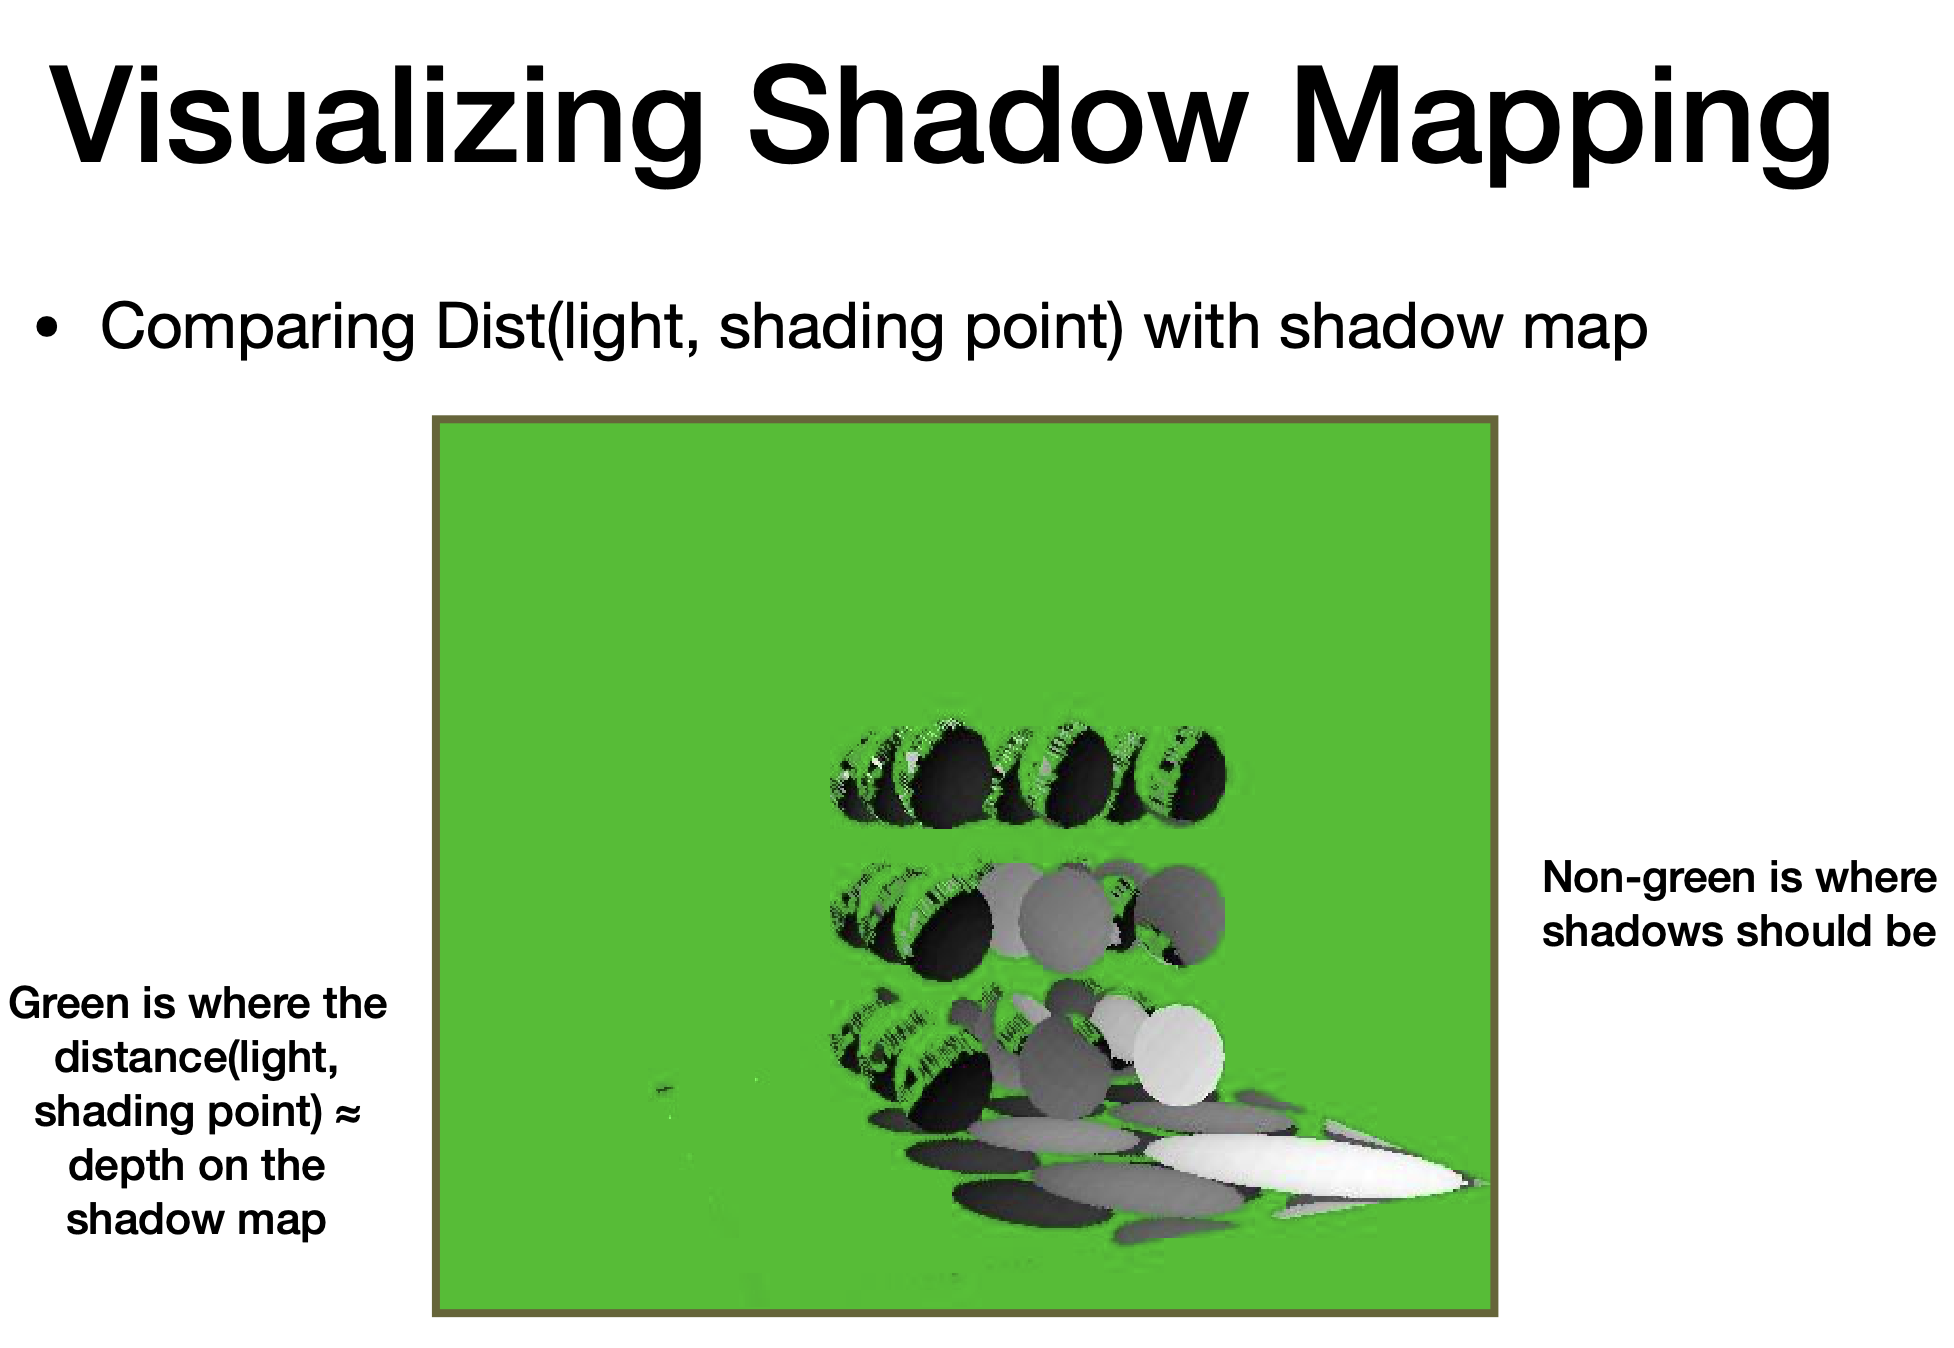 Visualizing Shadow Mapping
• Comparing Dist(light, shading point) with shadow map
Non-green is where
shadows should be
Green is where the
distance(light,
shading point) ≈
depth on the
shadow map